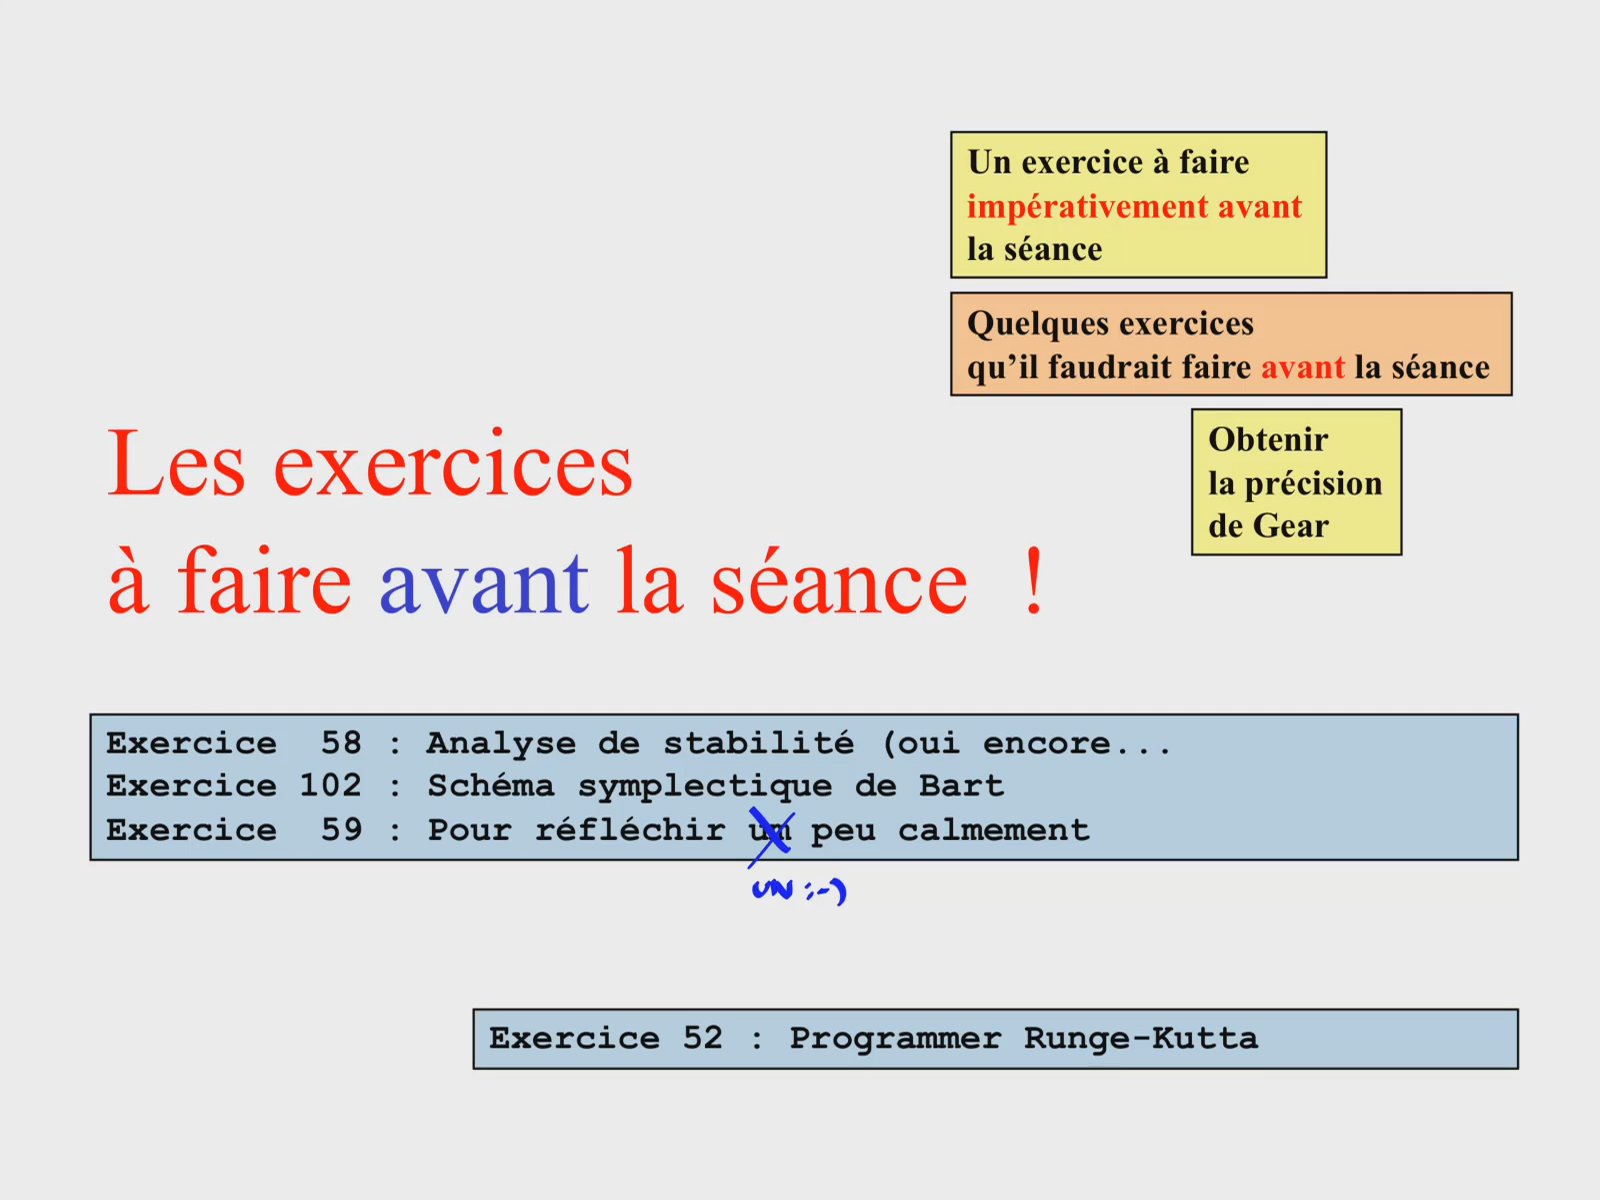 Un exercice à faire
impérativement avant
la séance
Quelques exercices
qu’il faudrait faire avant la séance
Obtenir
la précision
de Gear
Les exercices
à faire avant la séance !
Exercice 58 : Analyse de stabilité (oui encore...
Exercice 102 : Schéma symplectique de Bart
Exercice 59 : Pour réfléchir un peu calmement
UN :-)
Exercice 52 : Programmer Runge-Kutta